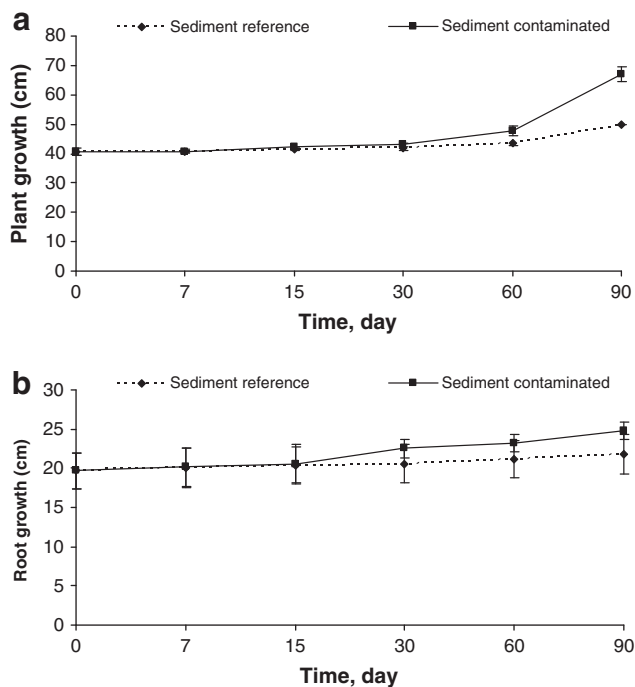 a
Sediment reference Sediment contaminated
80
70
60
50
40
30
20
10
0
Plant growth (cm)
0 7 15 30 60 90
Time, day
b
Sediment reference Sediment contaminated
30
25
20
15
10
5
0
Root growth (cm)
0 7 15 30 60 90
Time, day